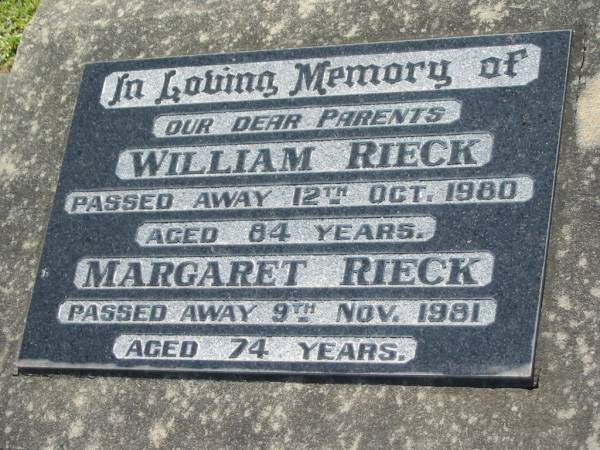 In Loving Memory of
OUR DEAR PARENTS
WILLIAM RIECK
PASSED AWAY 12TH OCT. 1980
AGED 84 YEARS.
MARGARET RIECK
PASSED AWAY 9TH NOV. 1981
AGED 74 YEARS.